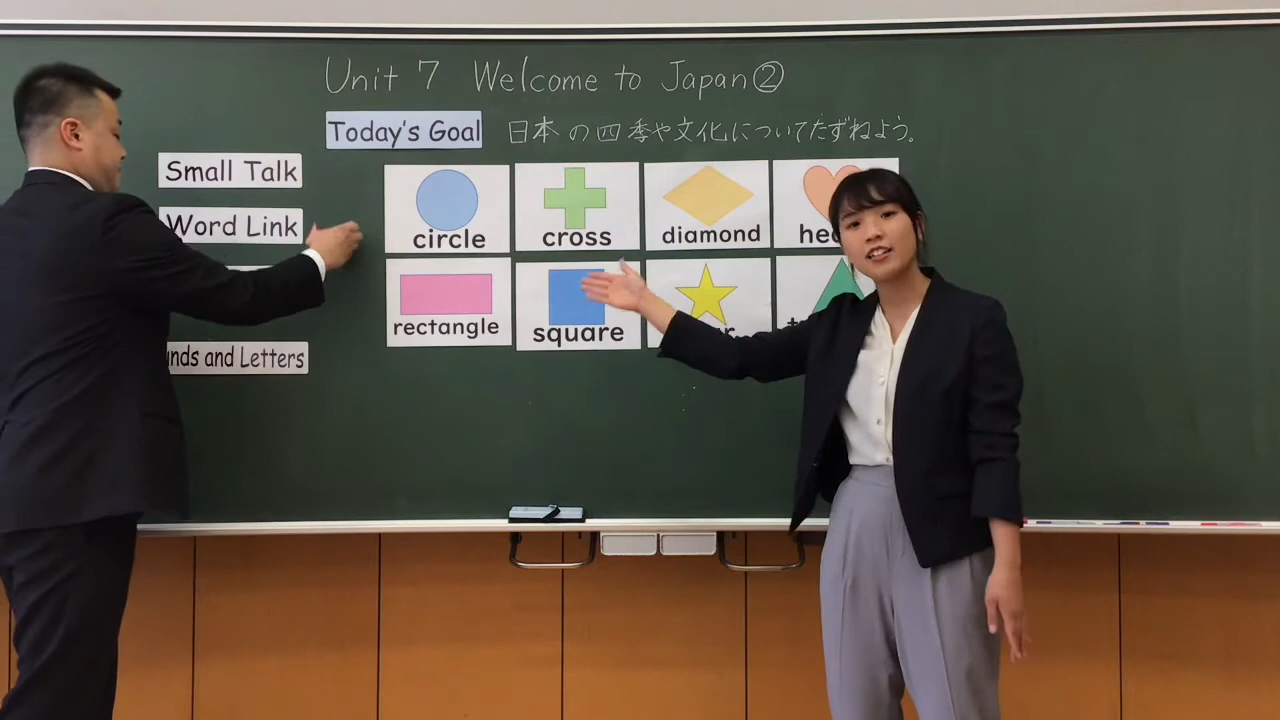 Unit 7 Welcome to Japan②
Today's Goal 日本の四季や文化についてたずねよう。
Small Talk
Word Link
and Letters
circle
cross
diamond
rectangle
square